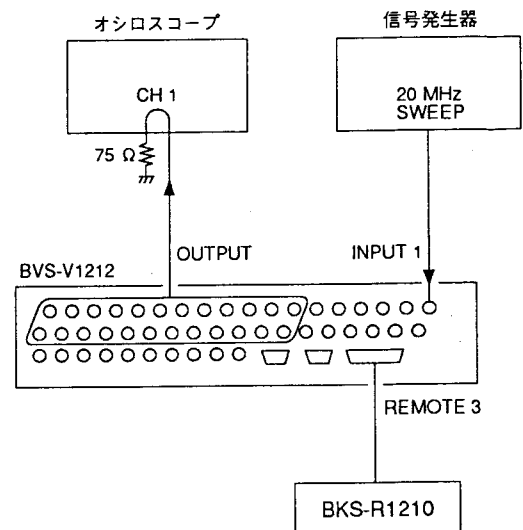 オシロスコープ
信号発生器
CH 1
20 MHz
SWEEP
75 Ω
OUTPUT
INPUT 1
BVS-V1212
REMOTE 3
BKS-R1210